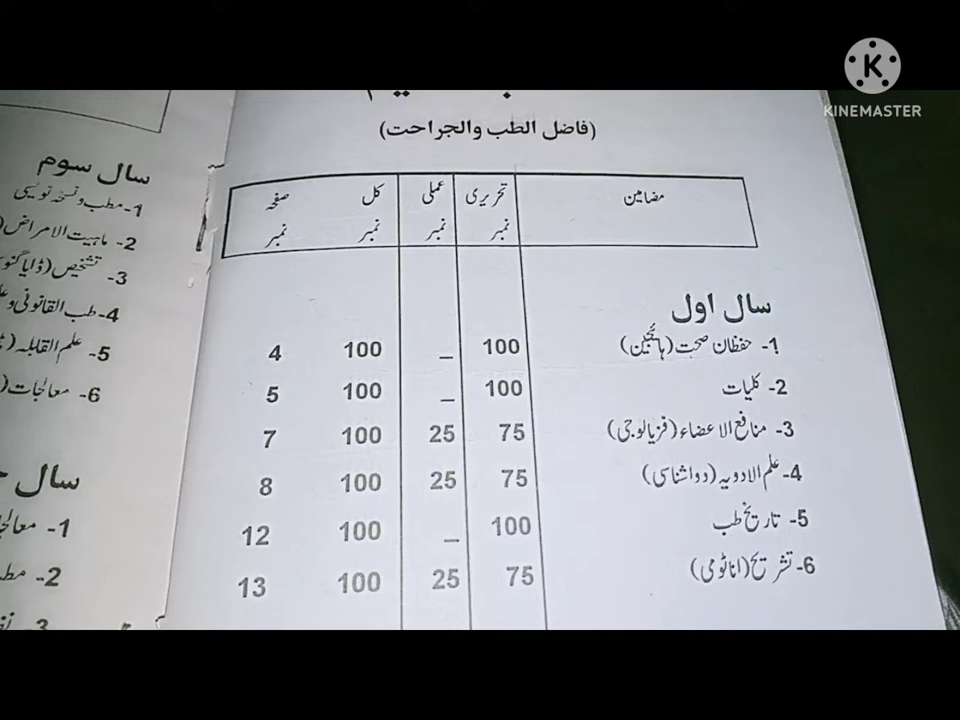 KINEMASTER
(فاضل الطب والجراحت)
مضامین تحریری نمبر عملی نمبر کل نمبر صفحہ نمبر
سال اول
1- حفظان صحت (ہائجین) 100 _ 100 4
2- کلیات 100 _ 100 5
3- منافع الاعضاء (فزیالوجی) 75 25 100 7
4- علم الادویہ (دواشناسی) 75 25 100 8
5- تاریخ طب 100 _ 100 12
6- تشریح (اناٹومی) 75 25 100 13
سال سوم
1- مطب و نسخہ نویسی
2- ماہیت الامراض
3- تشخیص
4- طب القانونی
5- علم القابلہ
6- معالجات
سال
1-
2-
3-